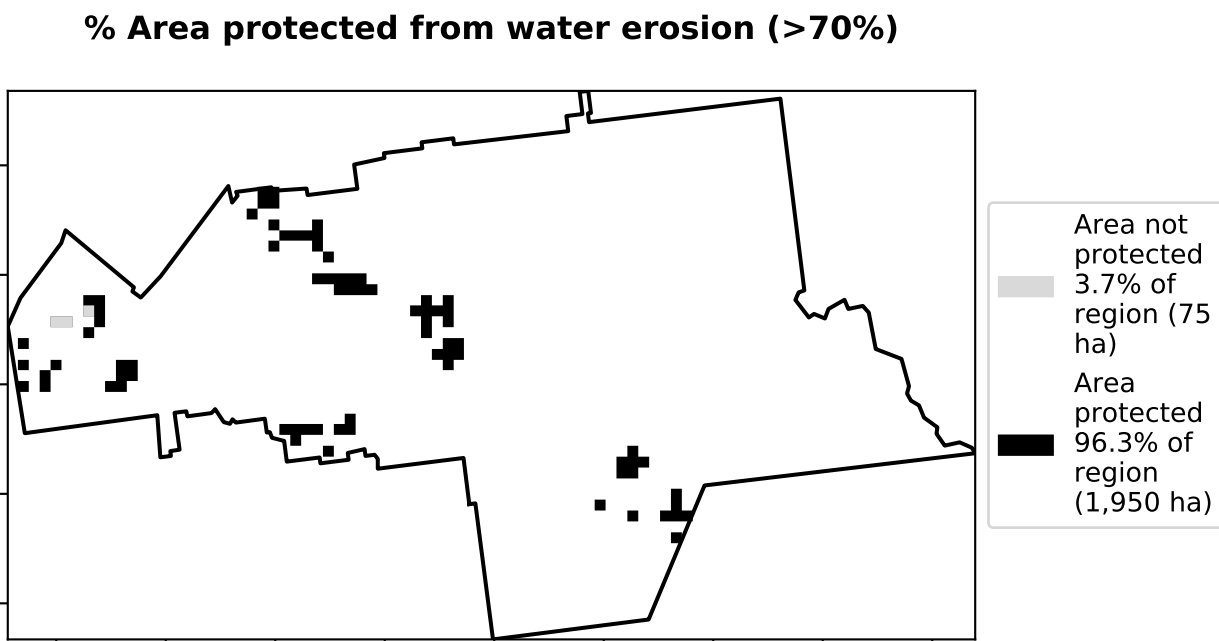 % Area protected from water erosion (>70%)
Area not
protected
3.7% of
region (75
ha)
Area
protected
96.3% of
region
(1,950 ha)